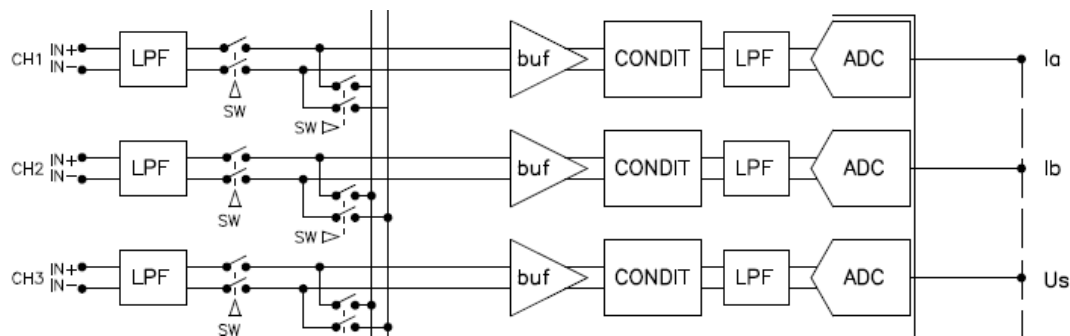 CH1 IN+ LPF buf CONDIT LPF ADC Ia
IN−
SW
SW
CH2 IN+ LPF buf CONDIT LPF ADC Ib
IN−
SW
SW
CH3 IN+ LPF buf CONDIT LPF ADC Us
IN−
SW